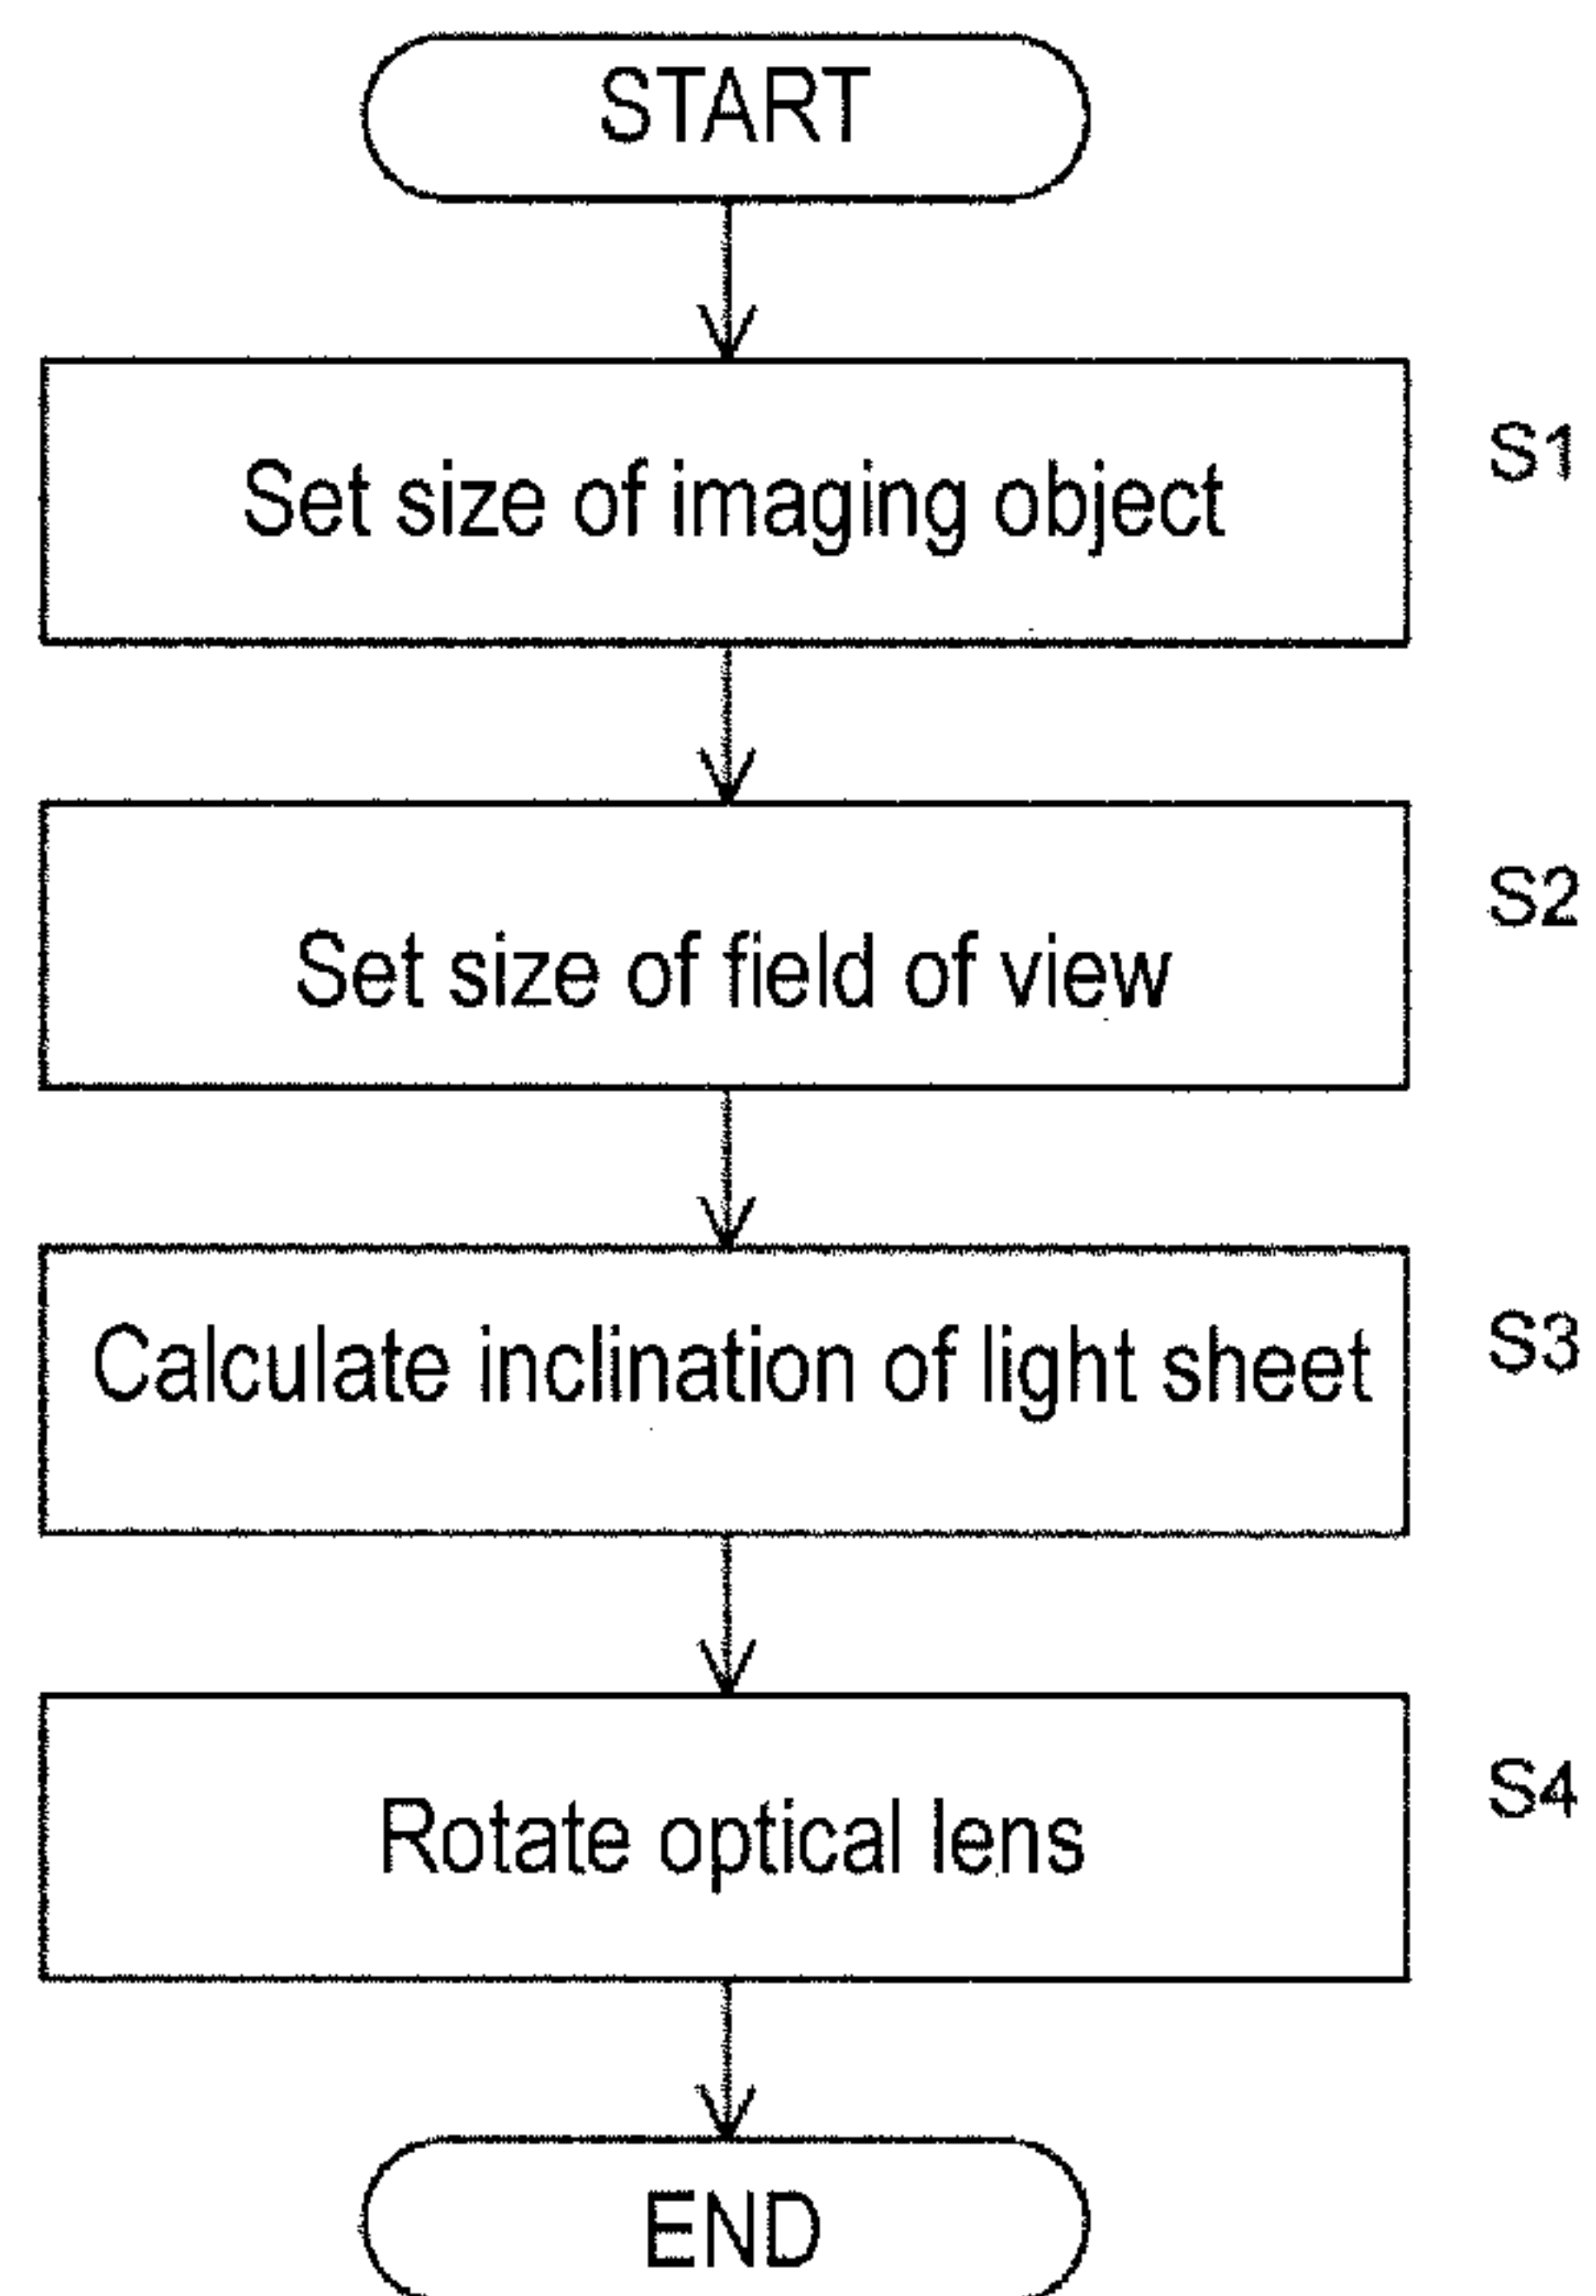 START
Set size of imaging object
S1
Set size of field of view
S2
Calculate inclination of light sheet
S3
Rotate optical lens
S4
END